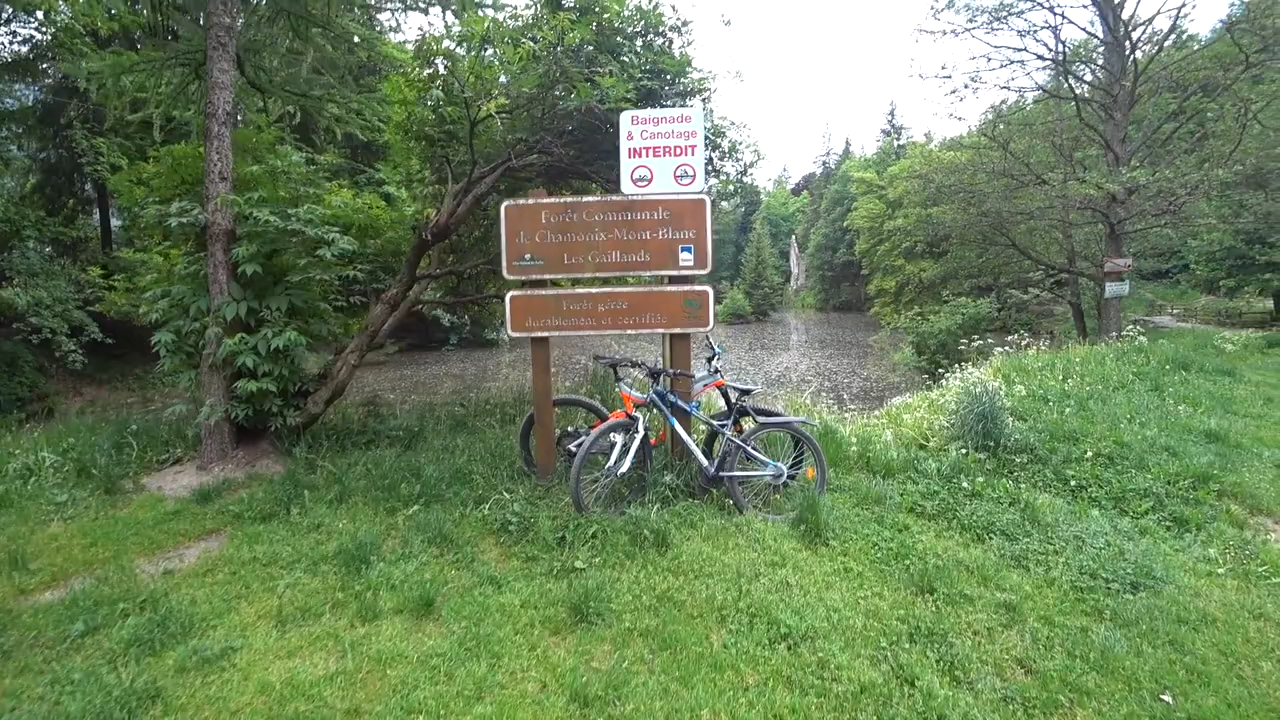 Baignade
& Canotage
INTERDIT
Forêt Communale
de Chamonix-Mont-Blanc
Les Gaillands
Forêt gérée
durablement et certifiée